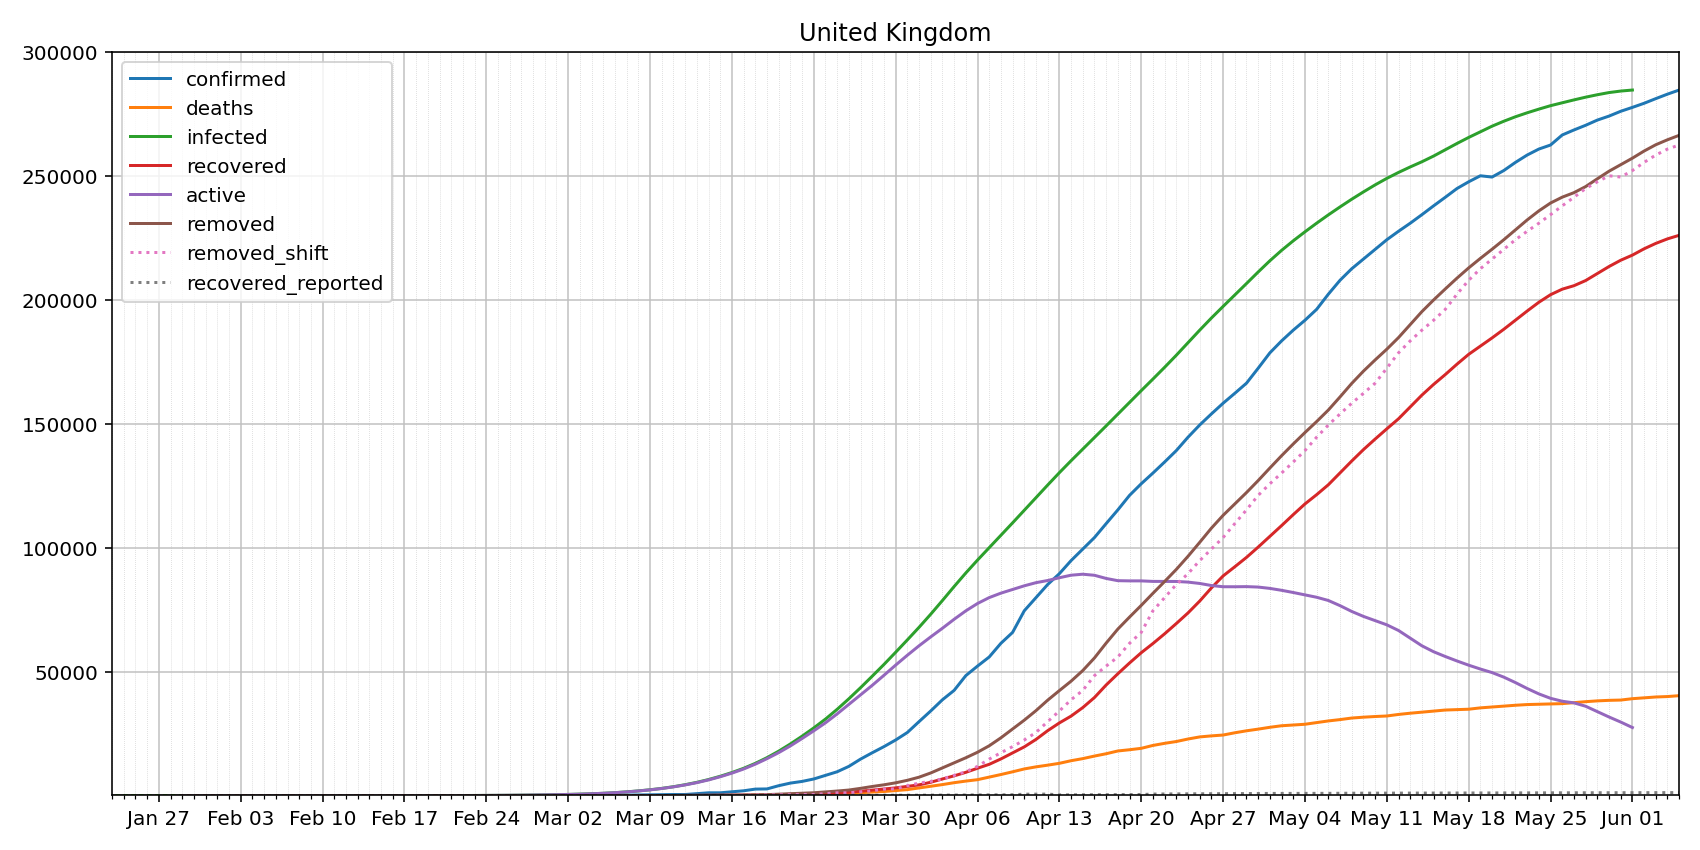 United Kingdom
300000
250000
200000
150000
100000
50000
confirmed
deaths
infected
recovered
active
removed
removed_shift
recovered_reported
Jan 27 Feb 03 Feb 10 Feb 17 Feb 24 Mar 02 Mar 09 Mar 16 Mar 23 Mar 30 Apr 06 Apr 13 Apr 20 Apr 27 May 04 May 11 May 18 May 25 Jun 01